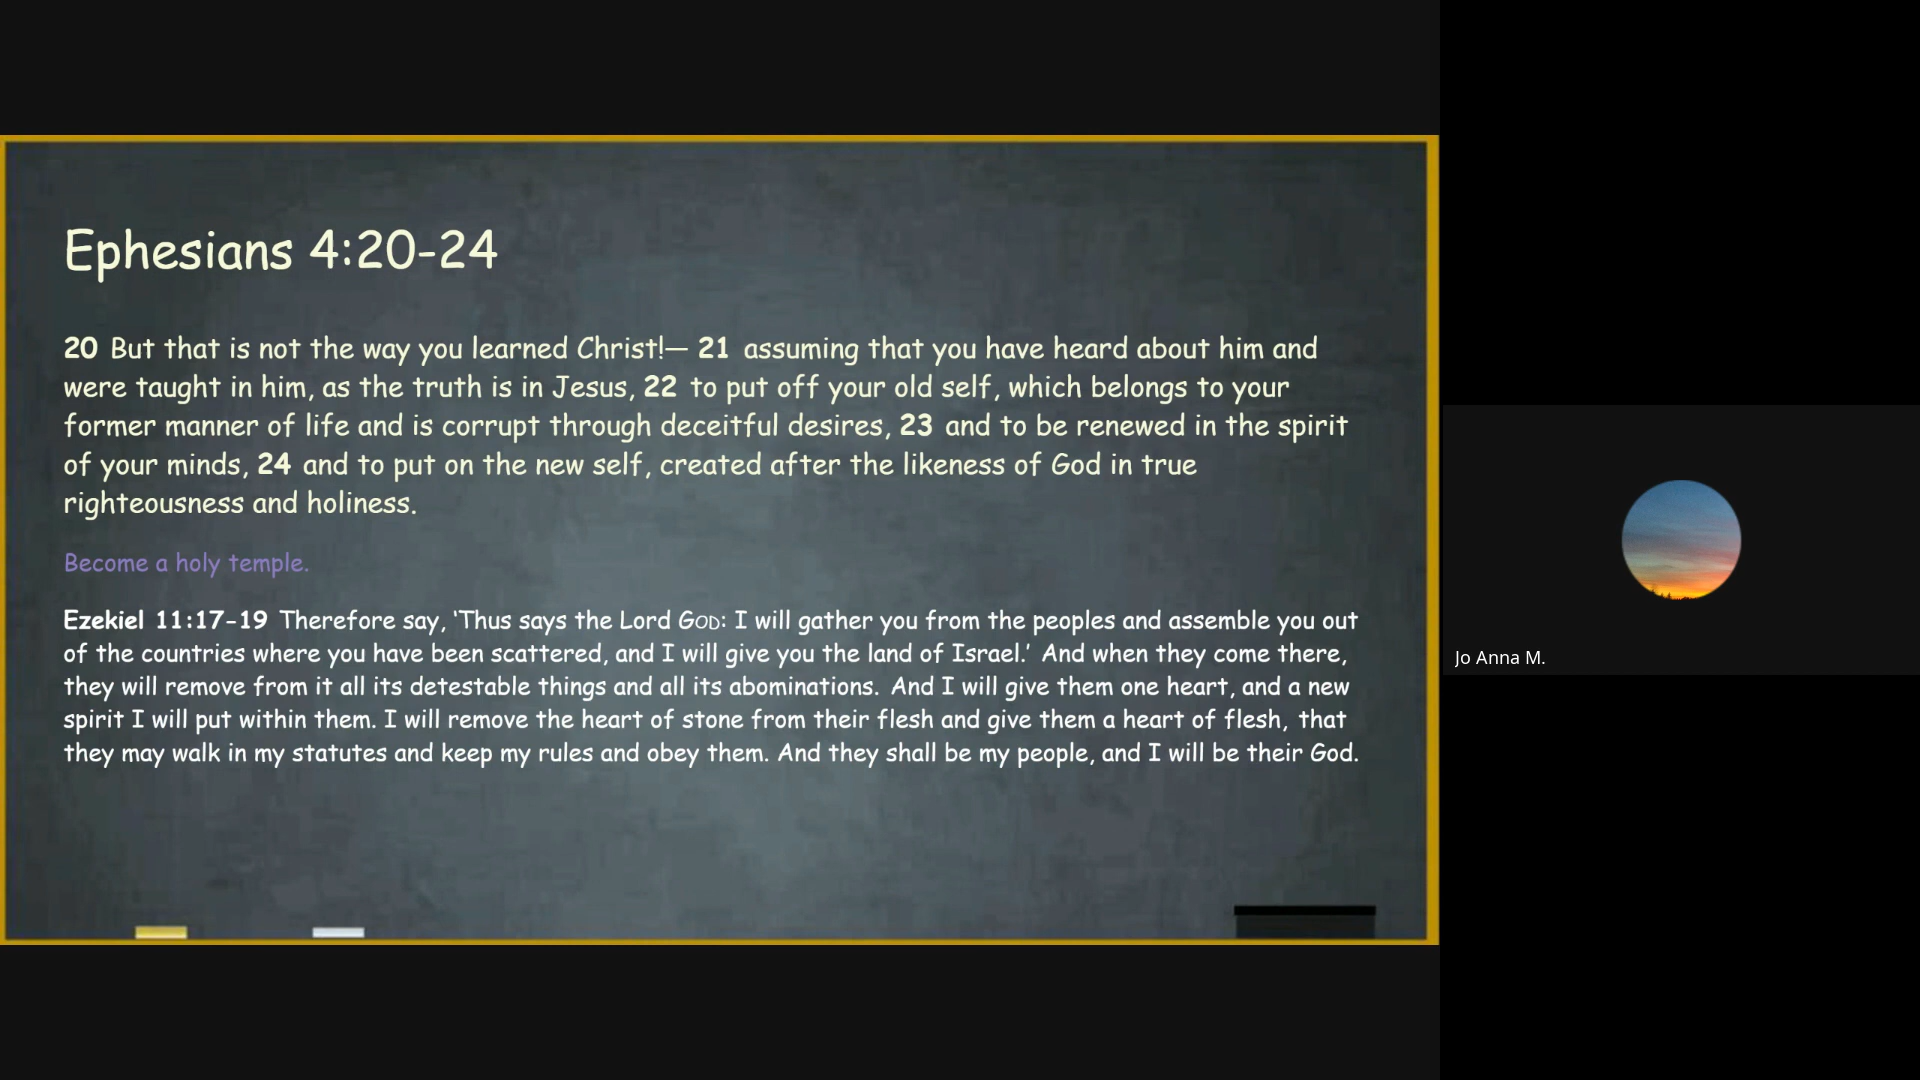 Ephesians 4:20-24
20 But that is not the way you learned Christ!— 21 assuming that you have heard about him and
were taught in him, as the truth is in Jesus, 22 to put off your old self, which belongs to your
former manner of life and is corrupt through deceitful desires, 23 and to be renewed in the spirit
of your minds, 24 and to put on the new self, created after the likeness of God in true
righteousness and holiness.
Become a holy temple.
Ezekiel 11:17-19 Therefore say, ‘Thus says the Lord GOD: I will gather you from the peoples and assemble you out
of the countries where you have been scattered, and I will give you the land of Israel.’ And when they come there,
they will remove from it all its detestable things and all its abominations. And I will give them one heart, and a new
spirit I will put within them. I will remove the heart of stone from their flesh and give them a heart of flesh, that
they may walk in my statutes and keep my rules and obey them. And they shall be my people, and I will be their God.
Jo Anna M.